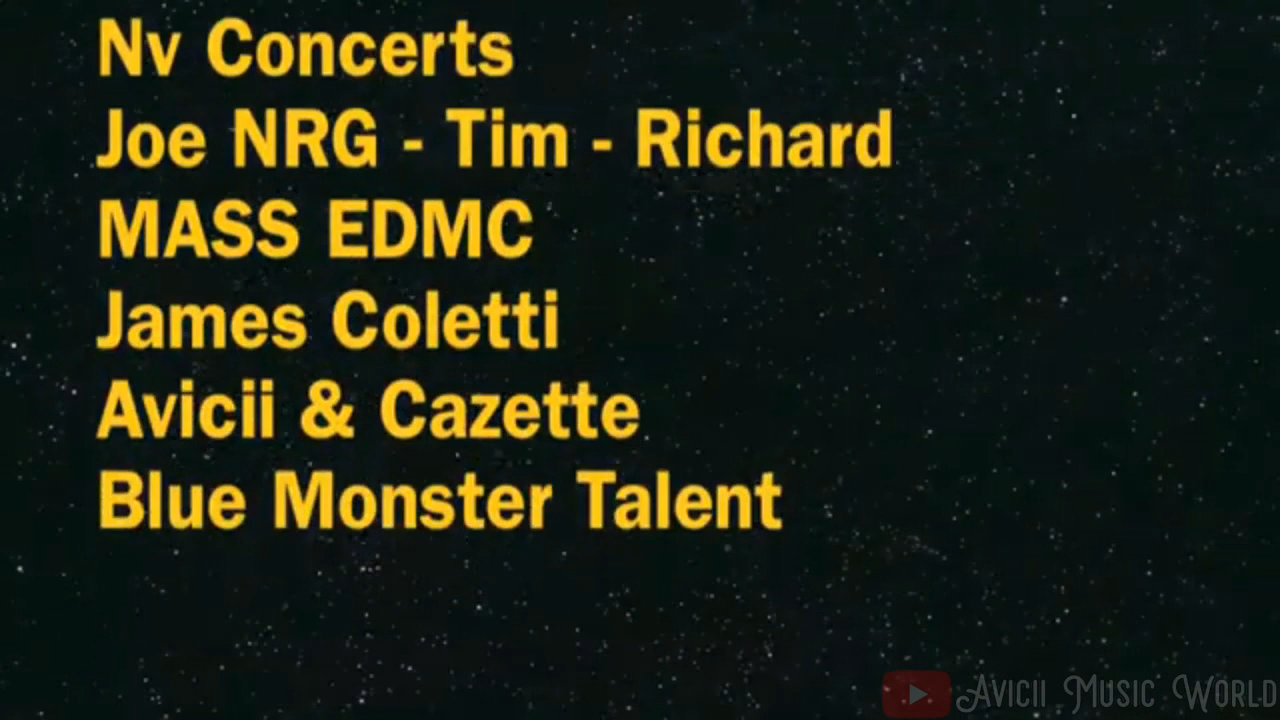 Nv Concerts
Joe NRG - Tim - Richard
MASS EDMC
James Coletti
Avicii & Cazette
Blue Monster Talent
Avicii Music World